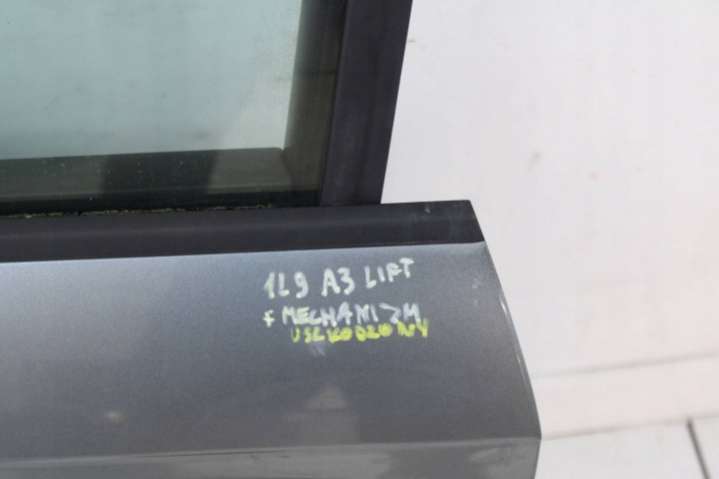 1L9 A3 LIFT
+ MECHANIZM
USZKODZONY